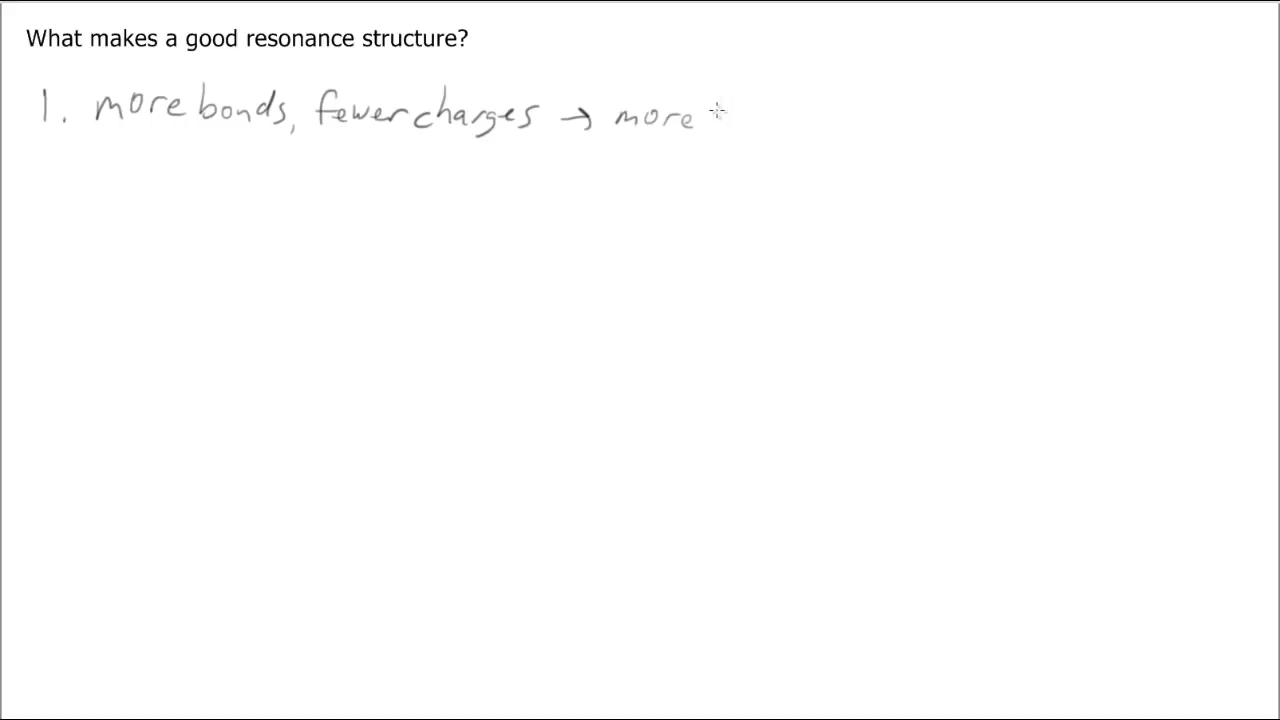 What makes a good resonance structure?
1. more bonds, fewer charges → more